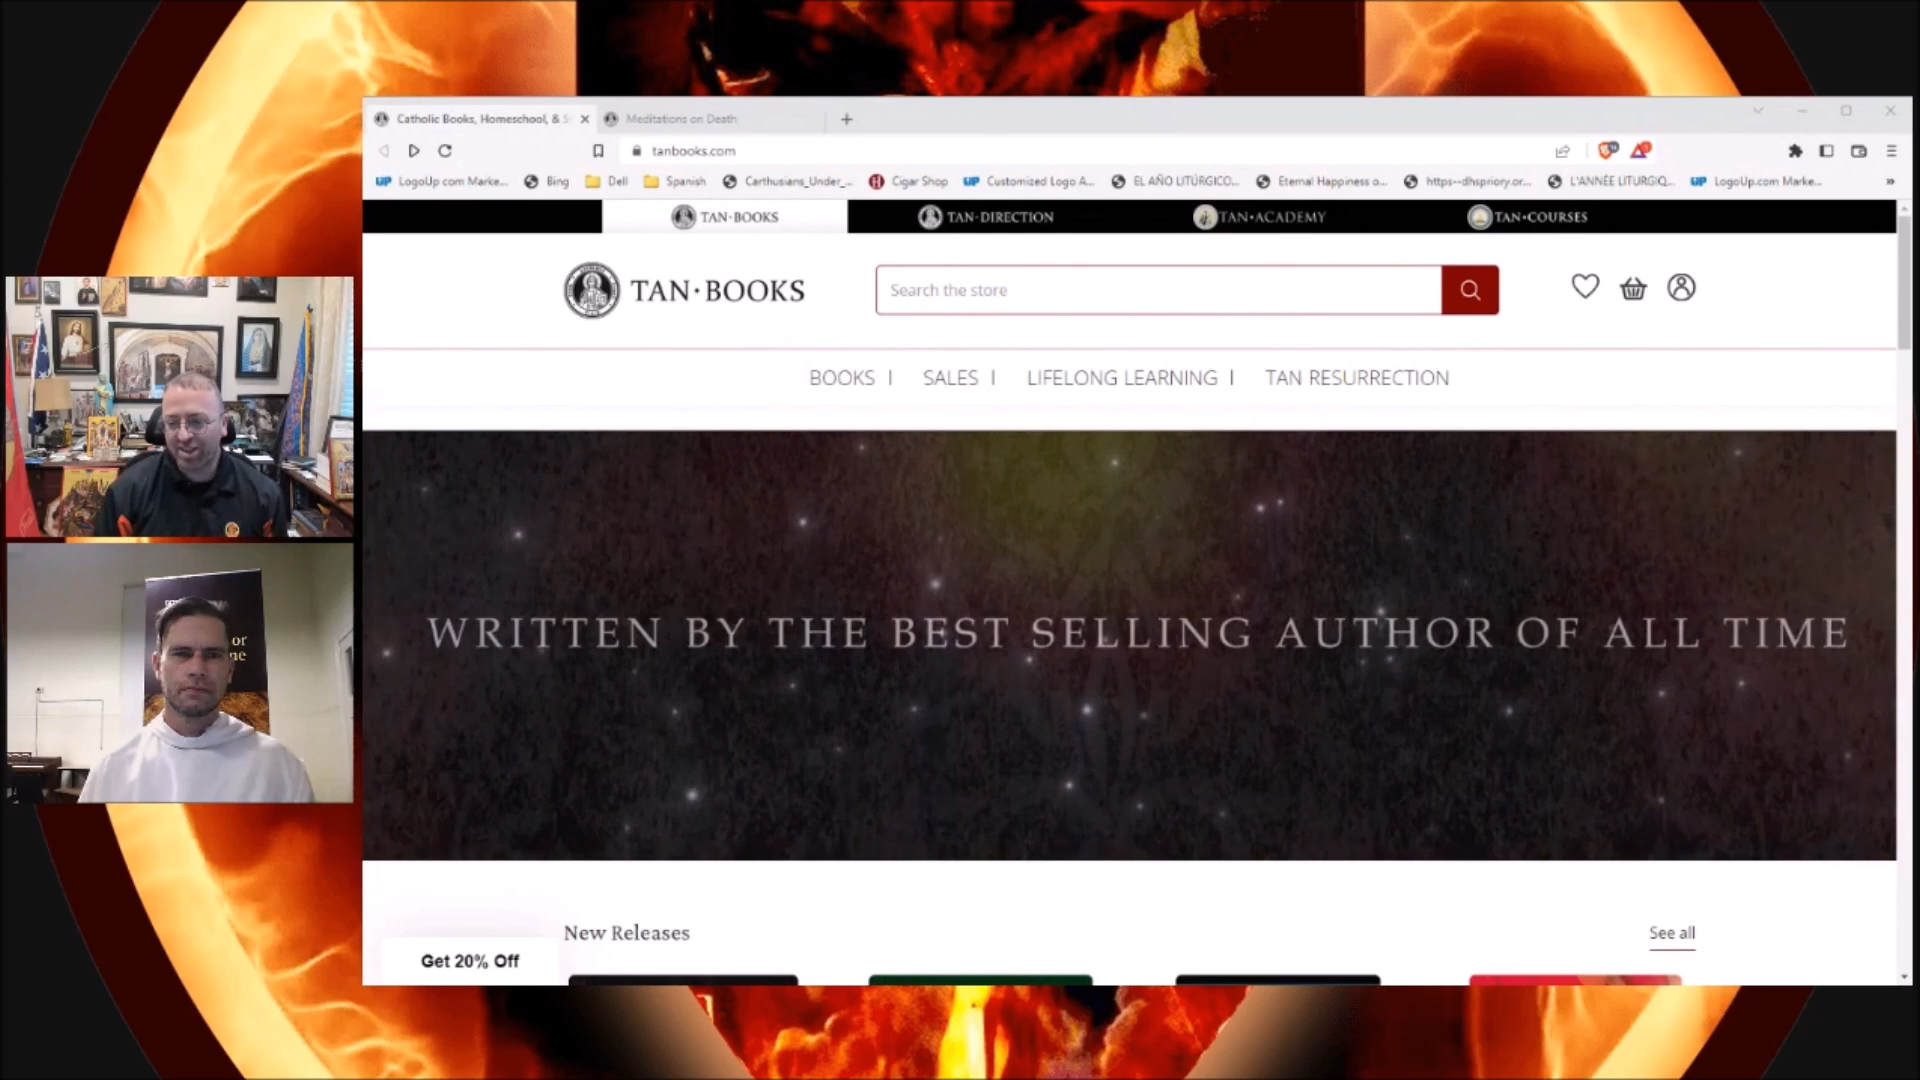 Catholic Books, Homeschool, & S
Meditations on Death
tanbooks.com
LogoUp com Marke...
Bing
Dell
Spanish
Carthusians_Under_...
Cigar Shop
Customized Logo A...
EL AÑO LITÚRGICO...
Eternal Happiness o...
https--dhspriory.or...
L'ANNÉE LITURGIQ...
LogoUp.com Marke...
»
TAN•BOOKS
TAN•DIRECTION
TAN•ACADEMY
TAN•COURSES
TAN•BOOKS
Search the store
BOOKS |
SALES |
LIFELONG LEARNING |
TAN RESURRECTION
WRITTEN BY THE BEST SELLING AUTHOR OF ALL TIME
New Releases
See all
Get 20% Off
or
ne